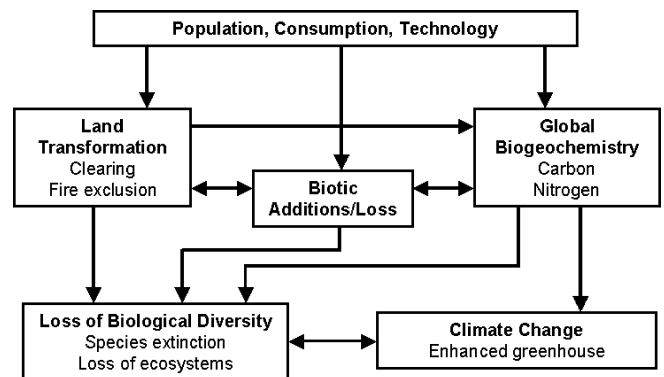 Population, Consumption, Technology
Land
Transformation
Clearing
Fire exclusion
Global
Biogeochemistry
Carbon
Nitrogen
Biotic
Additions/Loss
Loss of Biological Diversity
Species extinction
Loss of ecosystems
Climate Change
Enhanced greenhouse